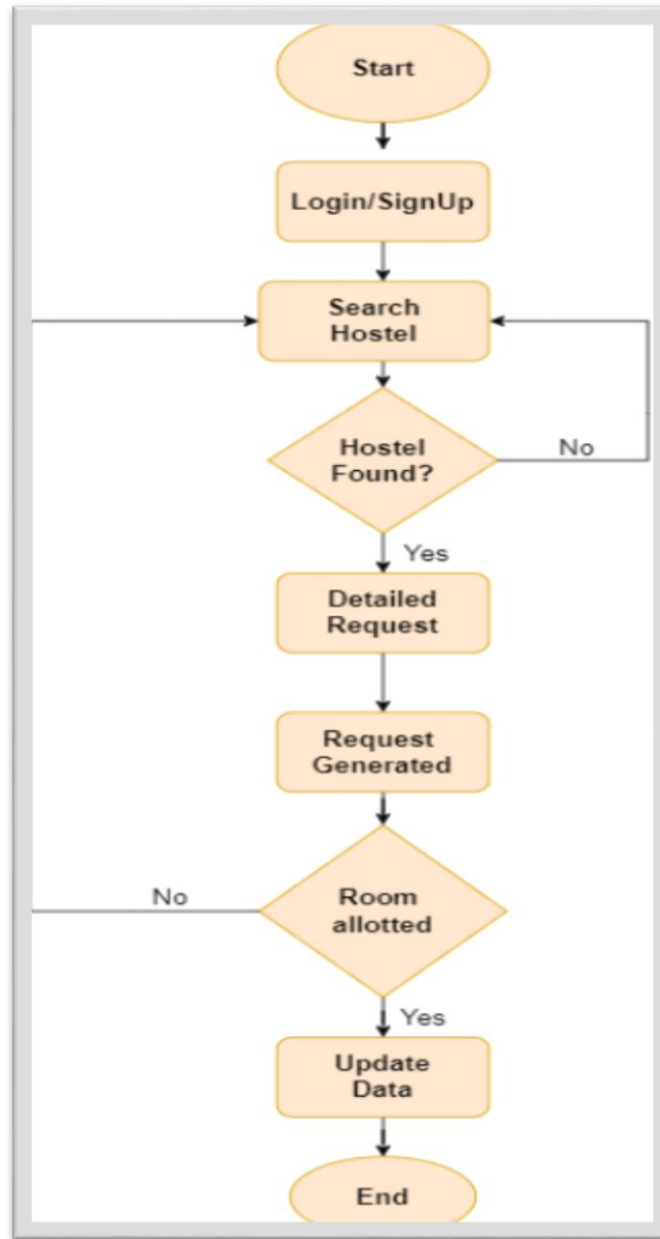 Start
Login/SignUp
Search
Hostel
Hostel
Found?
No
Yes
Detailed
Request
Request
Generated
No
Room
allotted
Yes
Update
Data
End